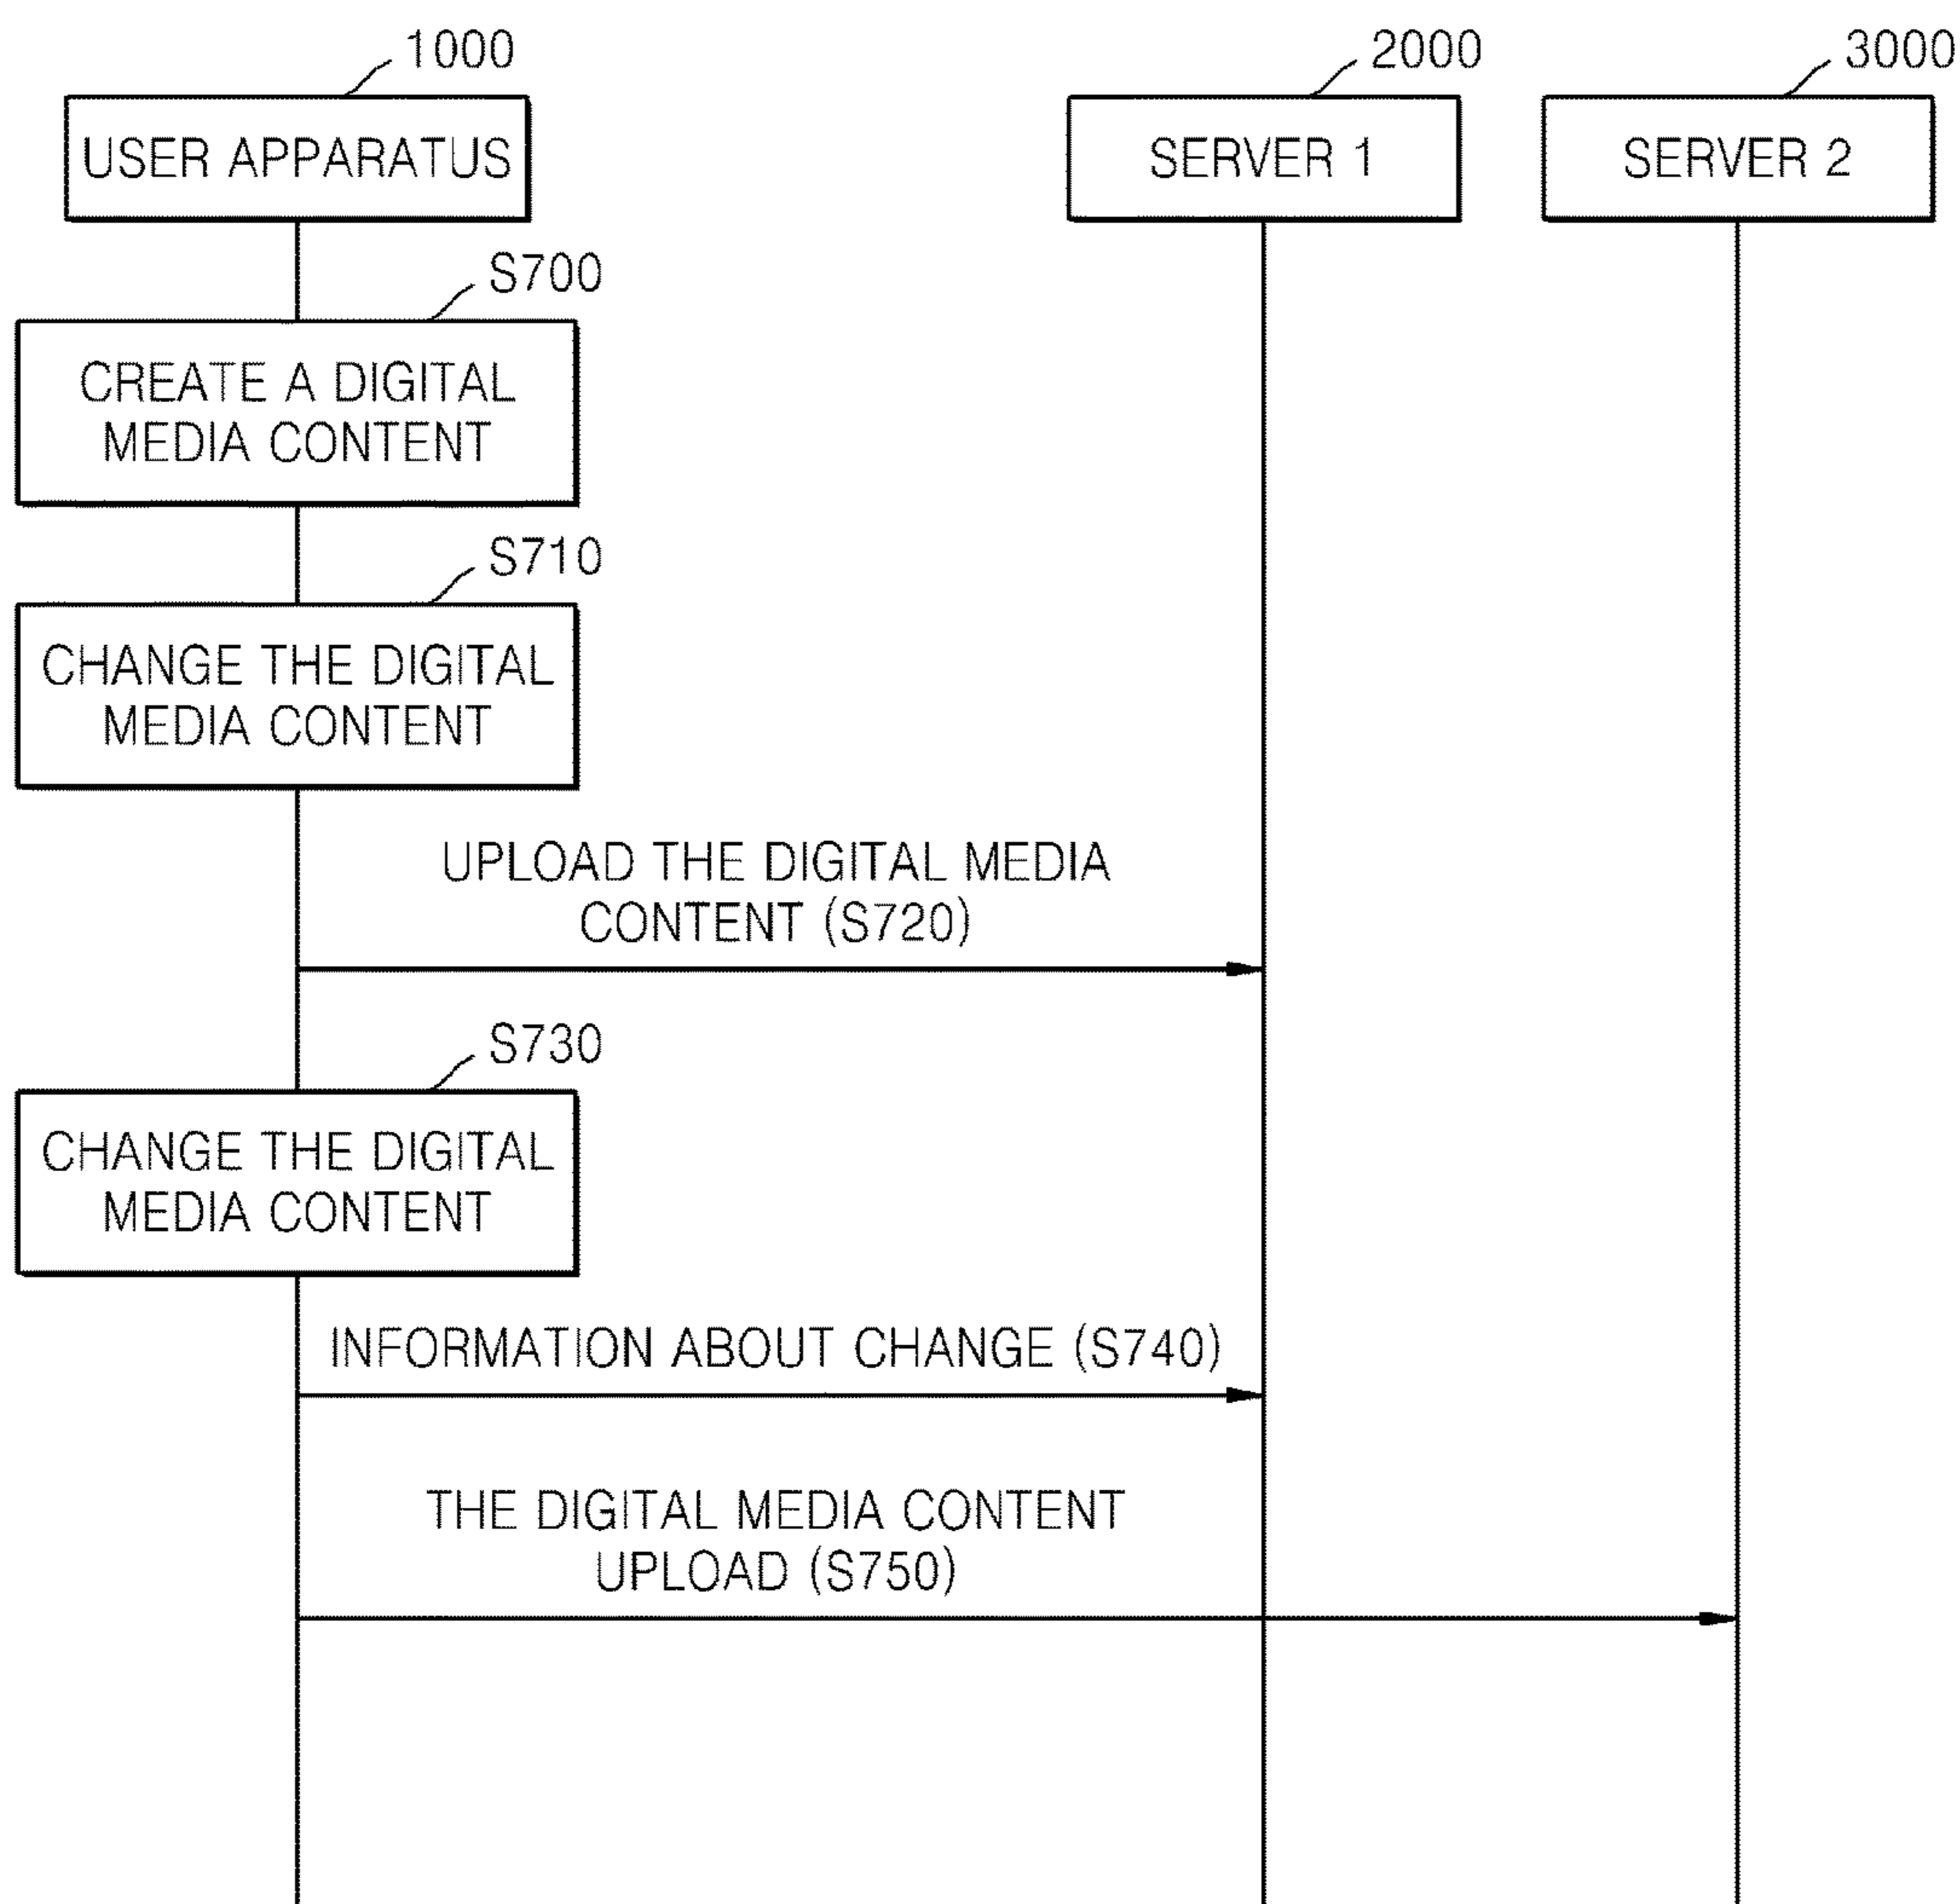 1000
2000
3000
USER APPARATUS
SERVER 1
SERVER 2
S700
CREATE A DIGITAL
MEDIA CONTENT
S710
CHANGE THE DIGITAL
MEDIA CONTENT
UPLOAD THE DIGITAL MEDIA
CONTENT (S720)
S730
CHANGE THE DIGITAL
MEDIA CONTENT
INFORMATION ABOUT CHANGE (S740)
THE DIGITAL MEDIA CONTENT
UPLOAD (S750)